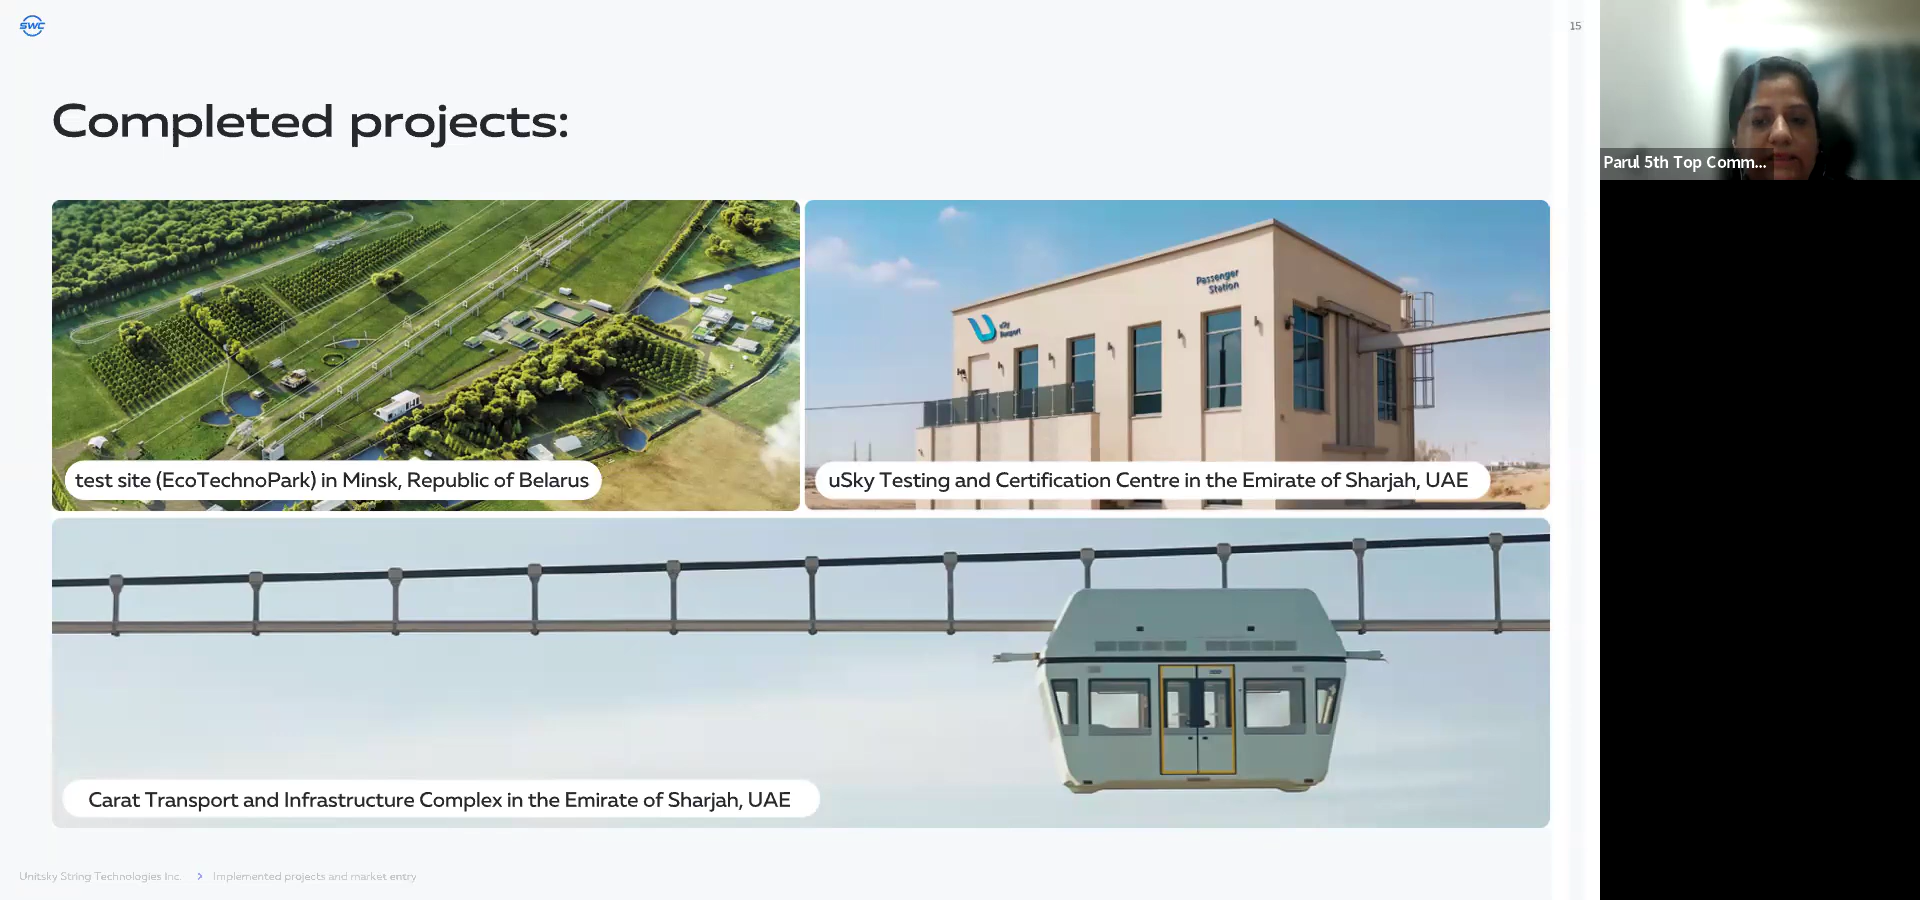 SWC
15
Completed projects:
Parul 5th Top Comm...
Passenger
Station
uSky
test site (EcoTechnoPark) in Minsk, Republic of Belarus
uSky Testing and Certification Centre in the Emirate of Sharjah, UAE
Carat Transport and Infrastructure Complex in the Emirate of Sharjah, UAE
Unitsky String Technologies Inc. > Implemented projects and market entry